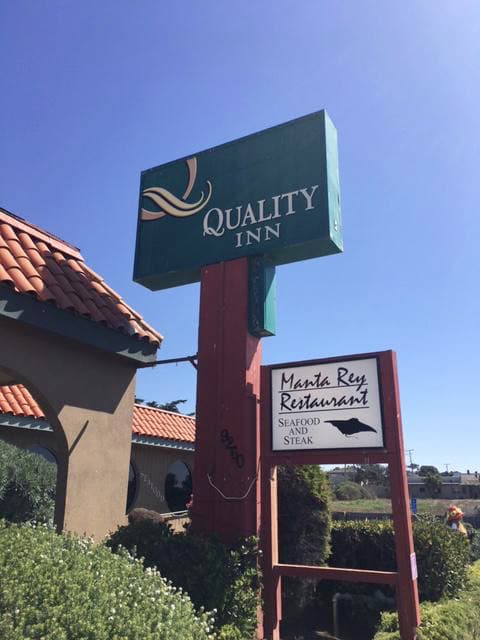 QUALITY
INN
Manta Rey
Restaurant
SEAFOOD
AND
STEAK